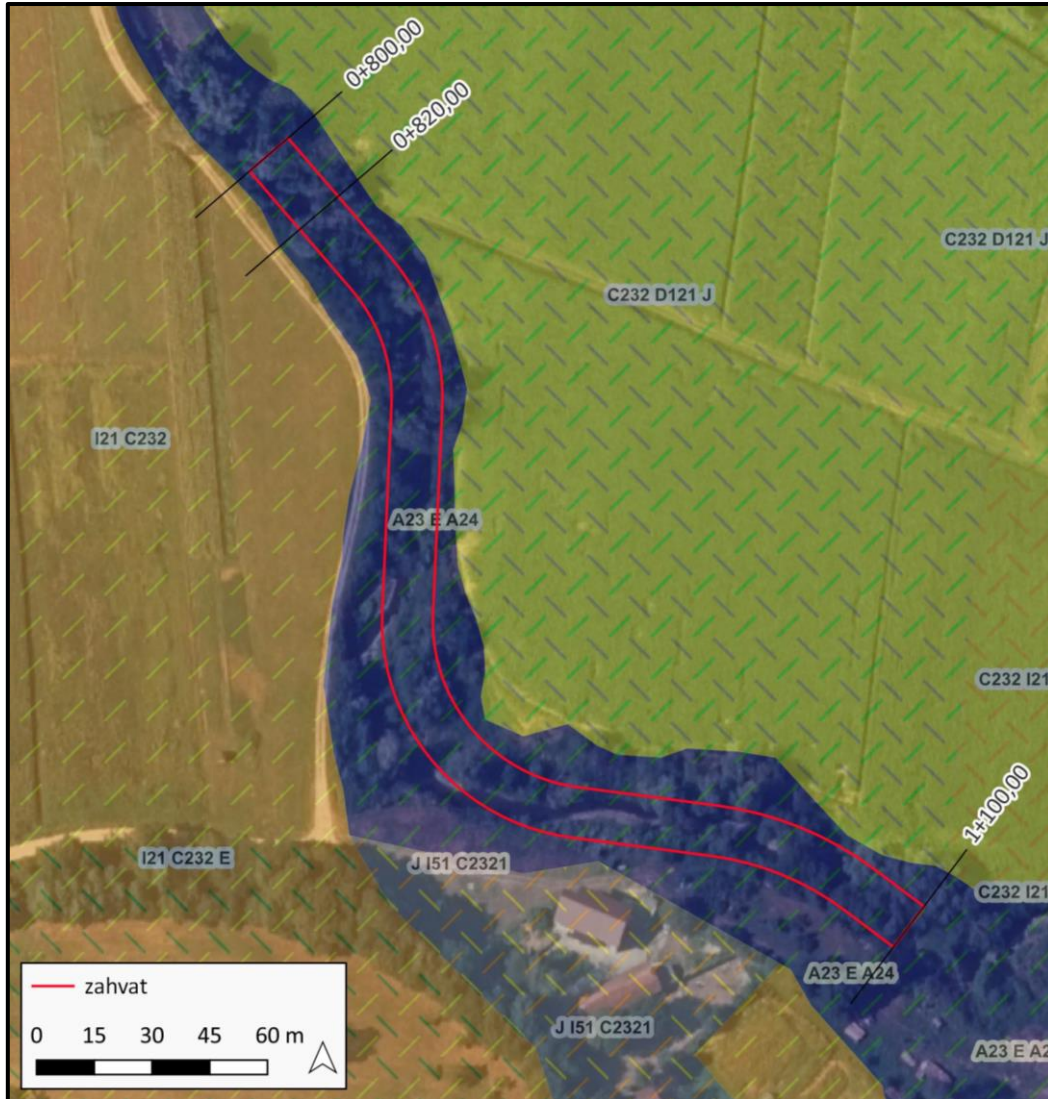 0+800,00
0+820,00
C232 D121 J
C232 D121 J
I21 C232
A23 E A24
C232 I21
1+100,00
I21 C232 E
J I51 C2321
C232 I21
A23 E A24
J I51 C2321
A23 E A2
zahvat
0 15 30 45 60 m